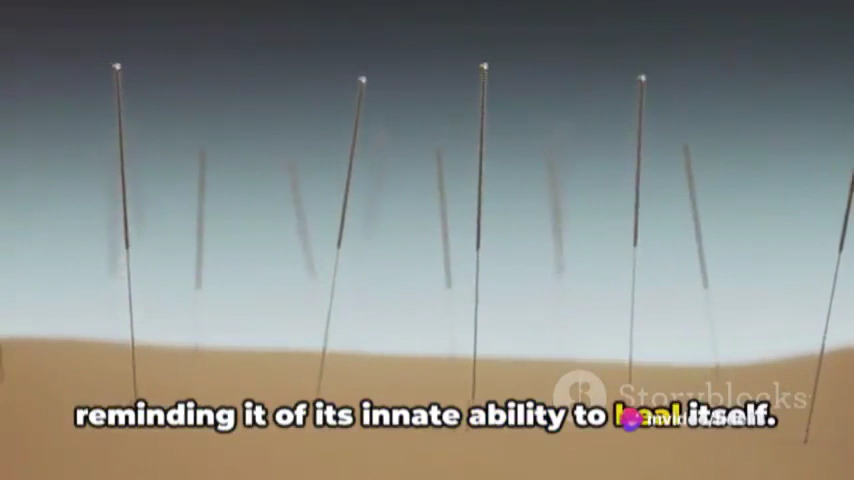 Storyblocks
reminding it of its innate ability to heal itself.